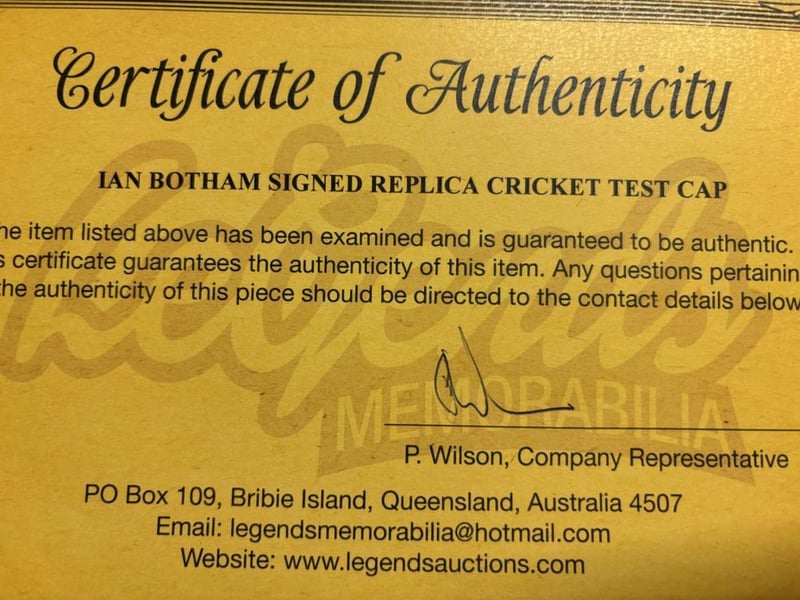 Certificate of Authenticity
IAN BOTHAM SIGNED REPLICA CRICKET TEST CAP
he item listed above has been examined and is guaranteed to be authentic.
s certificate guarantees the authenticity of this item. Any questions pertainin
the authenticity of this piece should be directed to the contact details below
Legends
MEMORABILIA
P. Wilson, Company Representative
PO Box 109, Bribie Island, Queensland, Australia 4507
Email: legendsmemorabilia@hotmail.com
Website: www.legendsauctions.com